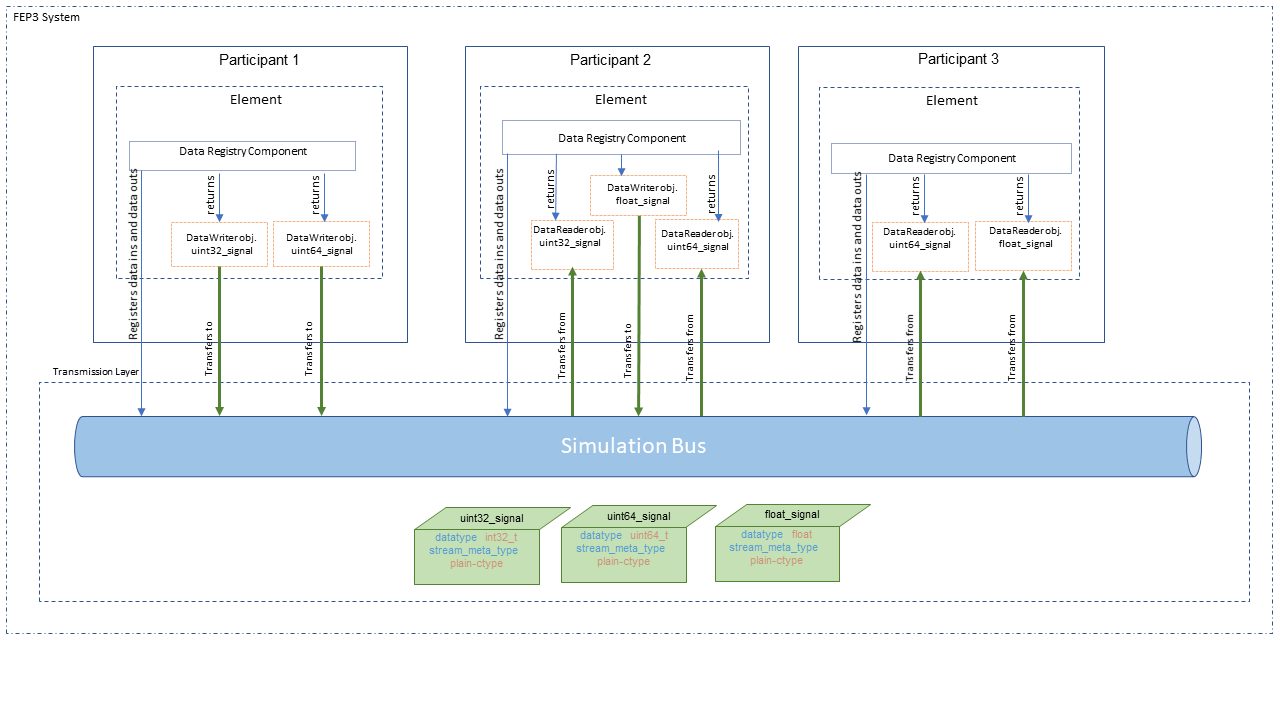 FEP3 System
Participant 1
Element
Data Registry Component
Registers data ins and data outs
returns
returns
DataWriter obj.
uint32_signal
DataWriter obj.
uint64_signal
Transfers to
Transfers to
Participant 2
Element
Data Registry Component
Registers data ins and data outs
returns
returns
DataWriter obj.
float_signal
DataReader obj.
uint32_signal
DataReader obj.
uint64_signal
Transfers from
Transfers to
Transfers from
Participant 3
Element
Data Registry Component
Registers data ins and data outs
returns
returns
DataReader obj.
uint64_signal
DataReader obj.
float_signal
Transfers from
Transfers from
Transmission Layer
Simulation Bus
uint32_signal
datatype int32_t
stream_meta_type
plain-ctype
uint64_signal
datatype uint64_t
stream_meta_type
plain-ctype
float_signal
datatype float
stream_meta_type
plain-ctype